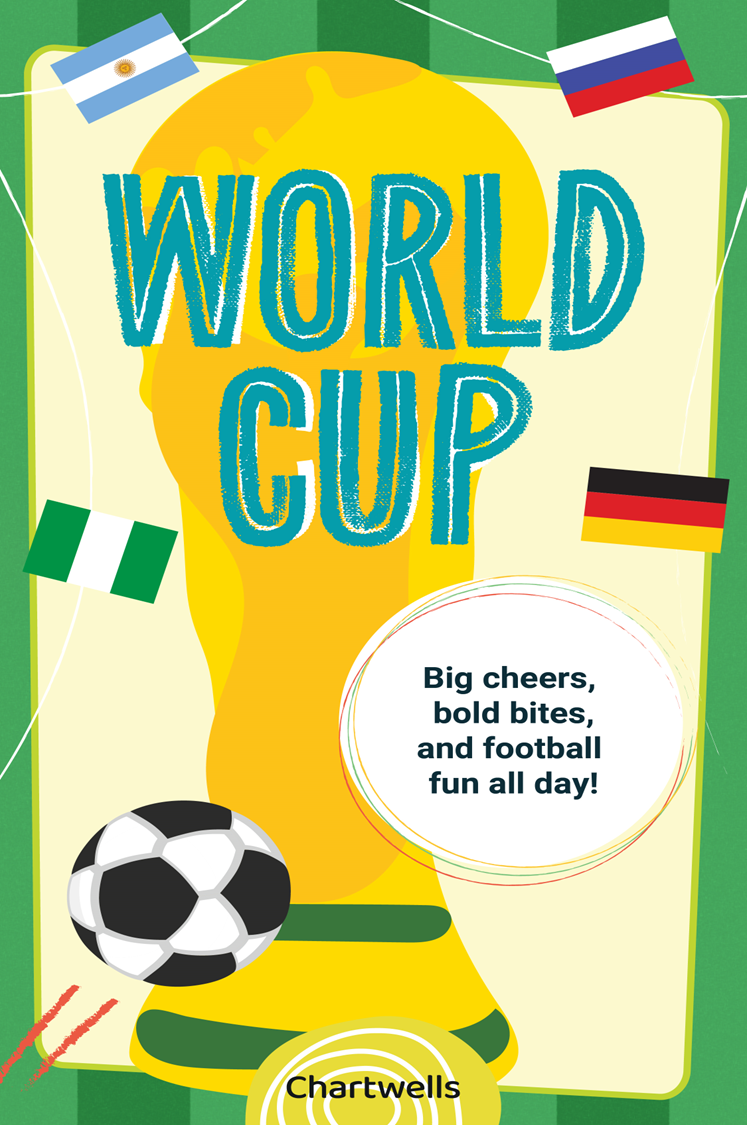 WORLD
CUP
Big cheers,
bold bites,
and football
fun all day!
Chartwells